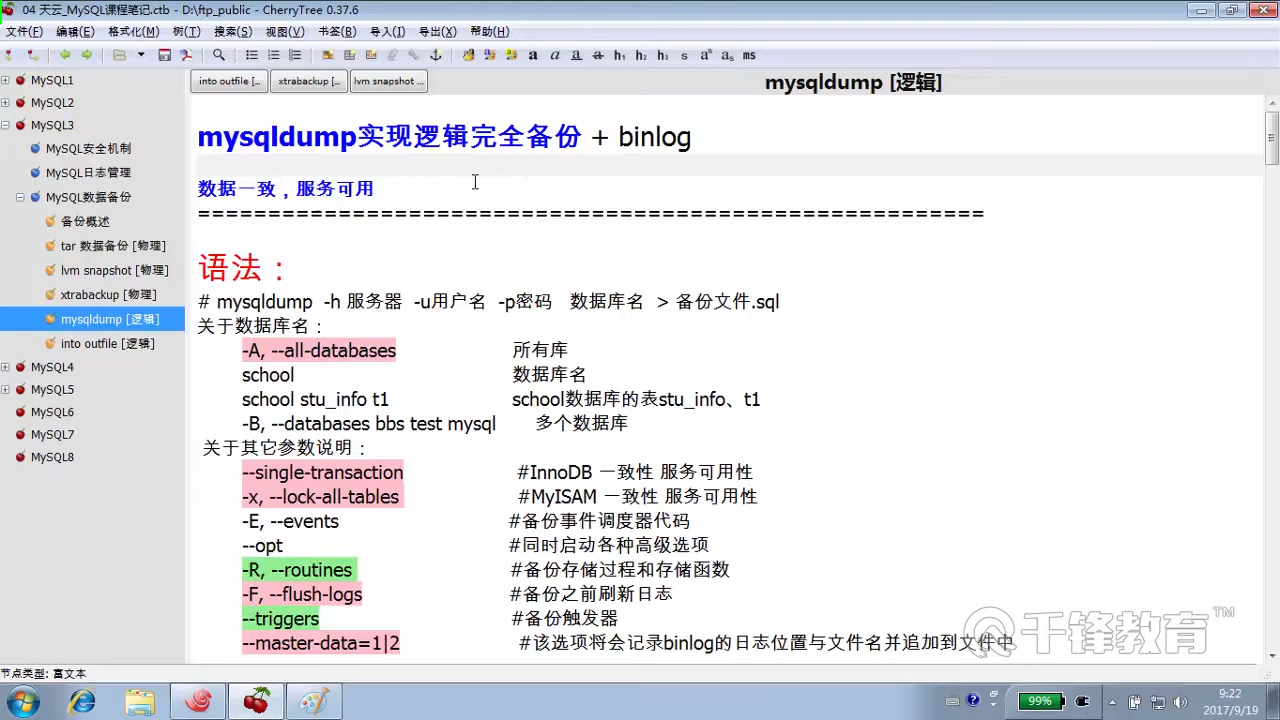 04 天云_MySQL课程笔记.ctb - D:\ftp_public - CherryTree 0.37.6
文件(F) 编辑(E) 格式化(M) 树(T) 搜索(S) 视图(V) 书签(B) 导入(I) 导出(X) 帮助(H)
a a a a h₁ h₂ h₃ s aˢ aₛ ms
MySQL1
MySQL2
MySQL3
MySQL安全机制
MySQL日志管理
MySQL数据备份
备份概述
tar 数据备份 [物理]
lvm snapshot [物理]
xtrabackup [物理]
mysqldump [逻辑]
into outfile [逻辑]
MySQL4
MySQL5
MySQL6
MySQL7
MySQL8
into outfile [... xtrabackup [... lvm snapshot ... mysqldump [逻辑]
mysqldump实现逻辑完全备份 + binlog
数据一致，服务可用
========================================================
语法：
# mysqldump -h 服务器 -u用户名 -p密码 数据库名 > 备份文件.sql
关于数据库名：
-A, --all-databases 所有库
school 数据库名
school stu_info t1 school数据库的表stu_info、t1
-B, --databases bbs test mysql 多个数据库
关于其它参数说明：
--single-transaction #InnoDB 一致性 服务可用性
-x, --lock-all-tables #MyISAM 一致性 服务可用性
-E, --events #备份事件调度器代码
--opt #同时启动各种高级选项
-R, --routines #备份存储过程和存储函数
-F, --flush-logs #备份之前刷新日志
--triggers #备份触发器
--master-data=1|2 #该选项将会记录binlog的日志位置与文件名并追加到文件中
千锋教育™
节点类型: 富文本
99%
9:22
2017/9/19